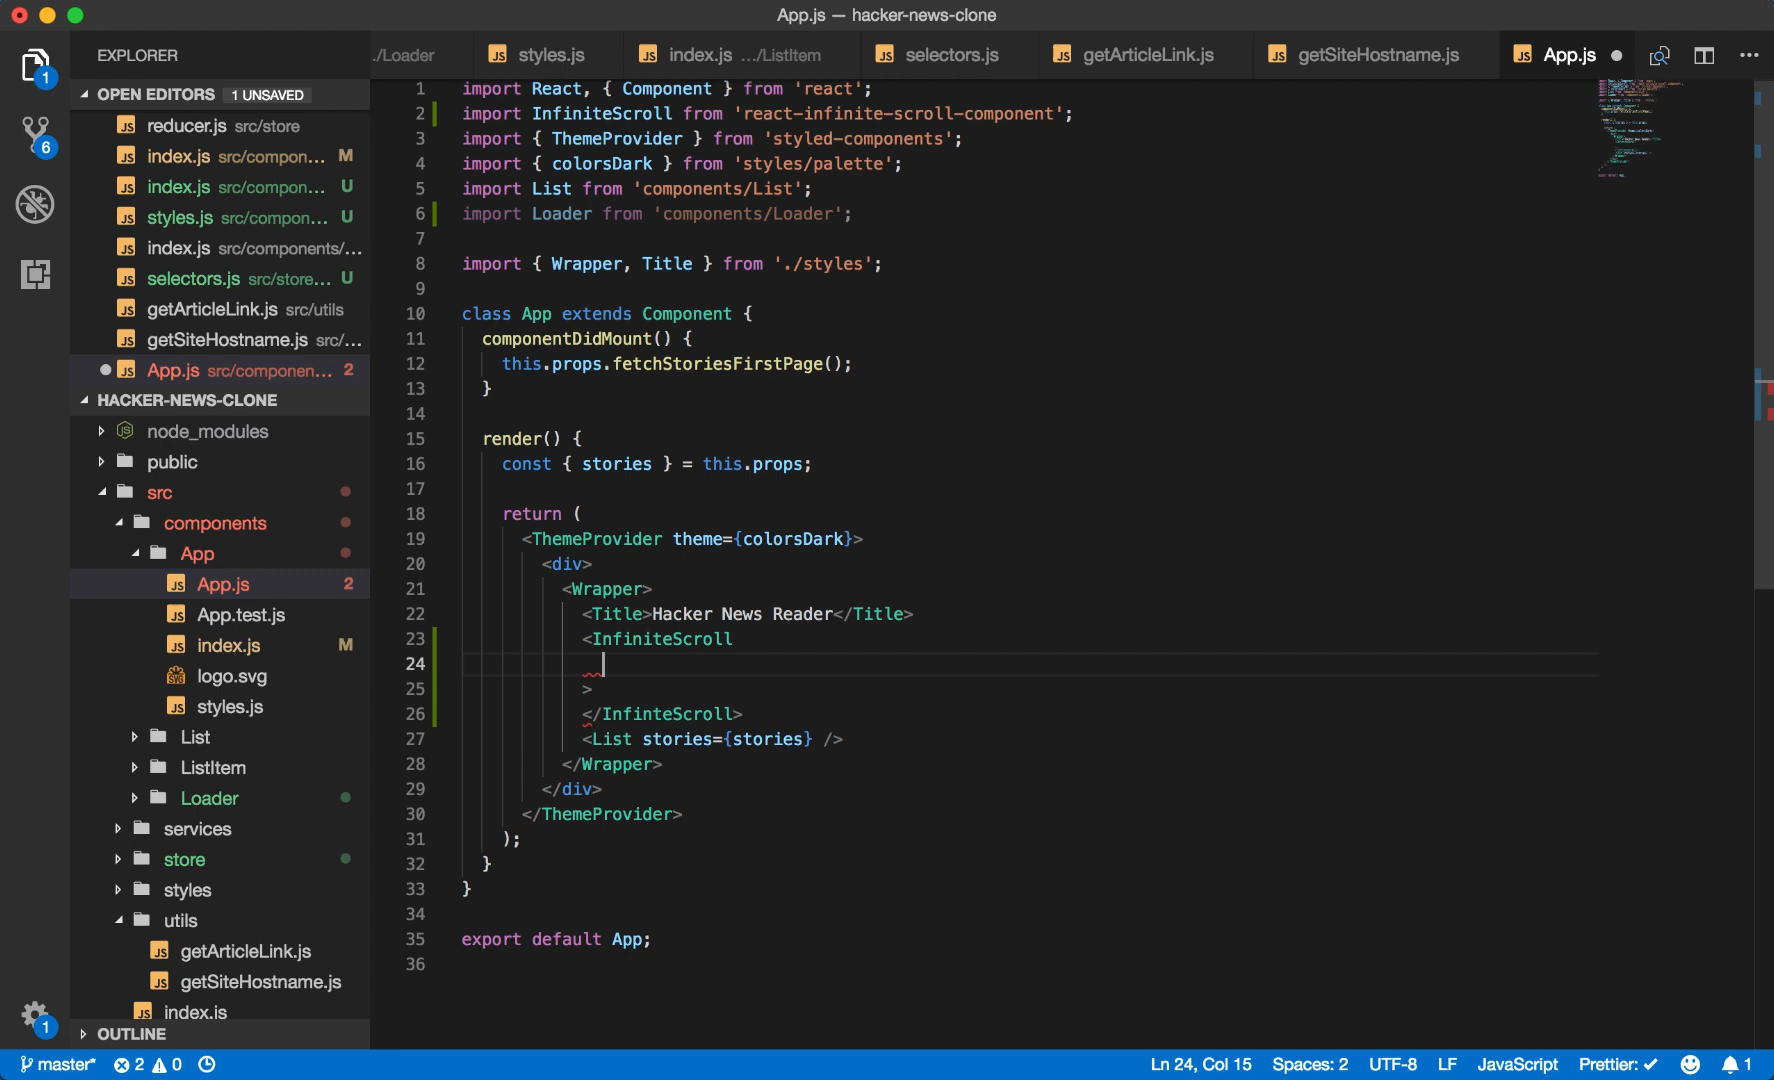 App.js — hacker-news-clone
EXPLORER
./Loader
styles.js
index.js .../ListItem
selectors.js
getArticleLink.js
getSiteHostname.js
App.js
OPEN EDITORS 1 UNSAVED
reducer.js src/store
index.js src/compon... M
index.js src/compon... U
styles.js src/compon... U
index.js src/components/...
selectors.js src/store... U
getArticleLink.js src/utils
getSiteHostname.js src/...
App.js src/componen... 2
HACKER-NEWS-CLONE
node_modules
public
src
components
App
App.js 2
App.test.js
index.js M
logo.svg
styles.js
List
ListItem
Loader
services
store
styles
utils
getArticleLink.js
getSiteHostname.js
index.js
OUTLINE
1
6
1
1 import React, { Component } from 'react';
2 import InfiniteScroll from 'react-infinite-scroll-component';
3 import { ThemeProvider } from 'styled-components';
4 import { colorsDark } from 'styles/palette';
5 import List from 'components/List';
6 import Loader from 'components/Loader';
7
8 import { Wrapper, Title } from './styles';
9
10 class App extends Component {
11 componentDidMount() {
12 this.props.fetchStoriesFirstPage();
13 }
14
15 render() {
16 const { stories } = this.props;
17
18 return (
19 <ThemeProvider theme={colorsDark}>
20 <div>
21 <Wrapper>
22 <Title>Hacker News Reader</Title>
23 <InfiniteScroll
24
25 >
26 </InfinteScroll>
27 <List stories={stories} />
28 </Wrapper>
29 </div>
30 </ThemeProvider>
31 );
32 }
33 }
34
35 export default App;
36
master* 2 0
Ln 24, Col 15 Spaces: 2 UTF-8 LF JavaScript Prettier: ✓ 1